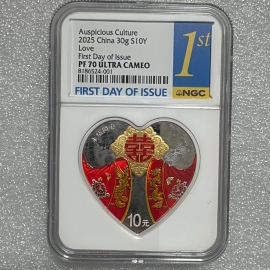 Auspicious Culture
2025 China 30g S10Y
Love
First Day of Issue
PF 70 ULTRA CAMEO
8186524-001
FIRST DAY OF ISSUE
1st
NGC
囍
10元